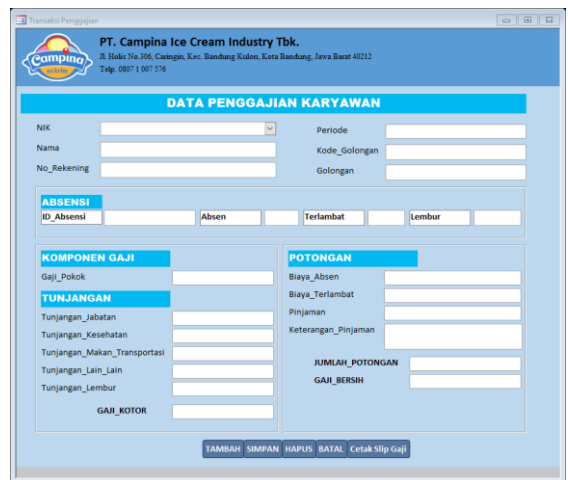 Transaksi Penggajian
Campina
ice krim
PT. Campina Ice Cream Industry Tbk.
Jl. Holis No.306, Caringin, Kec. Bandung Kulon, Kota Bandung, Jawa Barat 40212
Telp. 0807 1 007 576
DATA PENGGAJIAN KARYAWAN
NIK
Periode
Nama
Kode_Golongan
No_Rekening
Golongan
ABSENSI
ID_Absensi Absen Terlambat Lembur
KOMPONEN GAJI
Gaji_Pokok
TUNJANGAN
Tunjangan_Jabatan
Tunjangan_Kesehatan
Tunjangan_Makan_Transportasi
Tunjangan_Lain_Lain
Tunjangan_Lembur
GAJI_KOTOR
POTONGAN
Biaya_Absen
Biaya_Terlambat
Pinjaman
Keterangan_Pinjaman
JUMLAH_POTONGAN
GAJI_BERSIH
TAMBAH SIMPAN HAPUS BATAL Cetak Slip Gaji